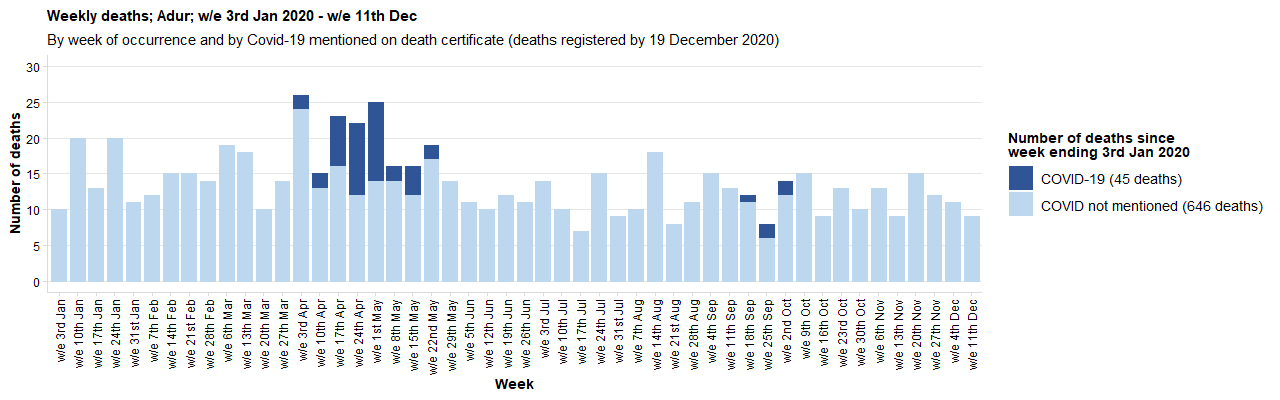 Weekly deaths; Adur; w/e 3rd Jan 2020 - w/e 11th Dec
By week of occurrence and by Covid-19 mentioned on death certificate (deaths registered by 19 December 2020)
Number of deaths
30
25
20
15
10
5
0
w/e 3rd Jan
w/e 10th Jan
w/e 17th Jan
w/e 24th Jan
w/e 31st Jan
w/e 7th Feb
w/e 14th Feb
w/e 21st Feb
w/e 28th Feb
w/e 6th Mar
w/e 13th Mar
w/e 20th Mar
w/e 27th Mar
w/e 3rd Apr
w/e 10th Apr
w/e 17th Apr
w/e 24th Apr
w/e 1st May
w/e 8th May
w/e 15th May
w/e 22nd May
w/e 29th May
w/e 5th Jun
w/e 12th Jun
w/e 19th Jun
w/e 26th Jun
w/e 3rd Jul
w/e 10th Jul
w/e 17th Jul
w/e 24th Jul
w/e 31st Jul
w/e 7th Aug
w/e 14th Aug
w/e 21st Aug
w/e 28th Aug
w/e 4th Sep
w/e 11th Sep
w/e 18th Sep
w/e 25th Sep
w/e 2nd Oct
w/e 9th Oct
w/e 16th Oct
w/e 23rd Oct
w/e 30th Oct
w/e 6th Nov
w/e 13th Nov
w/e 20th Nov
w/e 27th Nov
w/e 4th Dec
w/e 11th Dec
Week
Number of deaths since
week ending 3rd Jan 2020
COVID-19 (45 deaths)
COVID not mentioned (646 deaths)